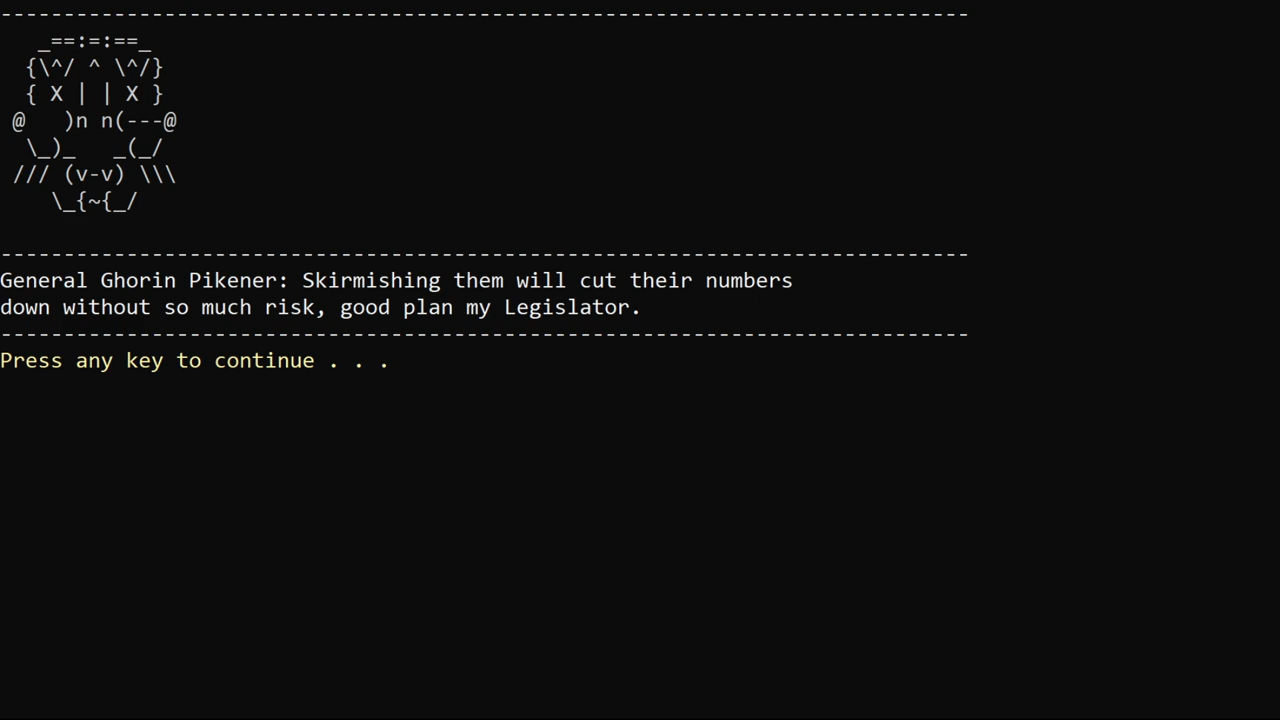 -----------------------------------------------------------------------------
   _==:=:==_
  {\^/ ^ \^/}
  { X | | X }
 @   )n n(---@
  \_)_   _(_/
 /// (v-v) \\\
    \_{~{_/
-----------------------------------------------------------------------------
General Ghorin Pikener: Skirmishing them will cut their numbers
down without so much risk, good plan my Legislator.
-----------------------------------------------------------------------------
Press any key to continue . . .